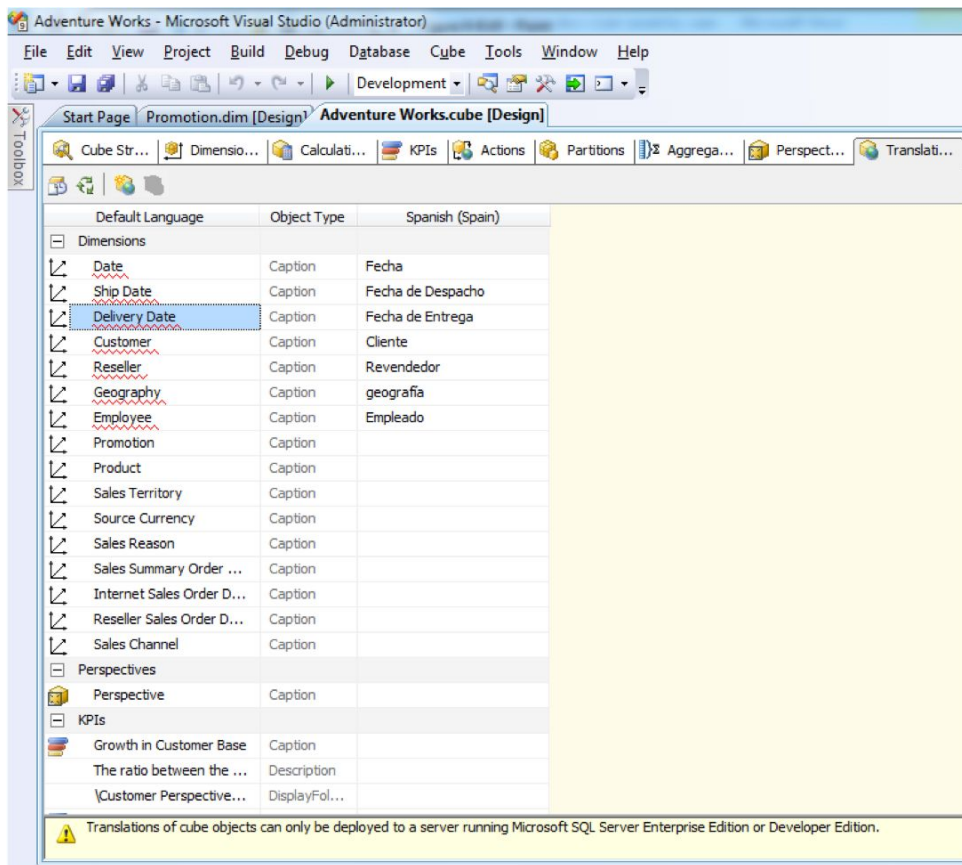 Adventure Works - Microsoft Visual Studio (Administrator)
File Edit View Project Build Debug Database Cube Tools Window Help
Development
Toolbox
Start Page Promotion.dim [Design] Adventure Works.cube [Design]
Cube Str... Dimensio... Calculati... KPIs Actions Partitions Aggrega... Perspect... Translati...
Default Language Object Type Spanish (Spain)
Dimensions
Date Caption Fecha
Ship Date Caption Fecha de Despacho
Delivery Date Caption Fecha de Entrega
Customer Caption Cliente
Reseller Caption Revendedor
Geography Caption geografía
Employee Caption Empleado
Promotion Caption
Product Caption
Sales Territory Caption
Source Currency Caption
Sales Reason Caption
Sales Summary Order ... Caption
Internet Sales Order D... Caption
Reseller Sales Order D... Caption
Sales Channel Caption
Perspectives
Perspective Caption
KPIs
Growth in Customer Base Caption
The ratio between the ... Description
\Customer Perspective... DisplayFol...
Translations of cube objects can only be deployed to a server running Microsoft SQL Server Enterprise Edition or Developer Edition.